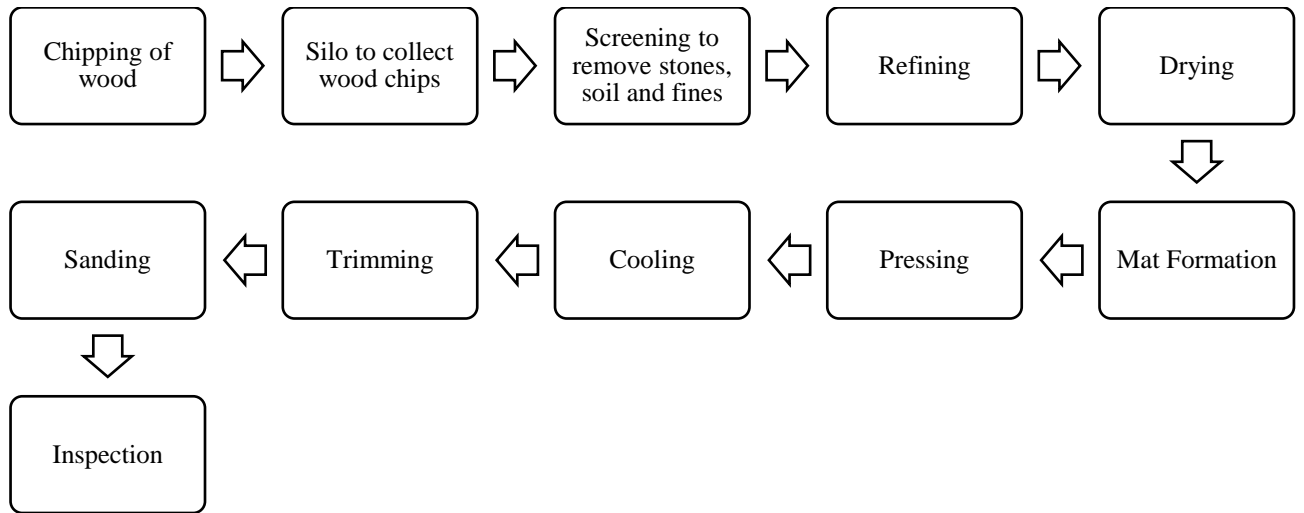 Chipping of
wood
Silo to collect
wood chips
Screening to
remove stones,
soil and fines
Refining
Drying
Mat Formation
Pressing
Cooling
Trimming
Sanding
Inspection